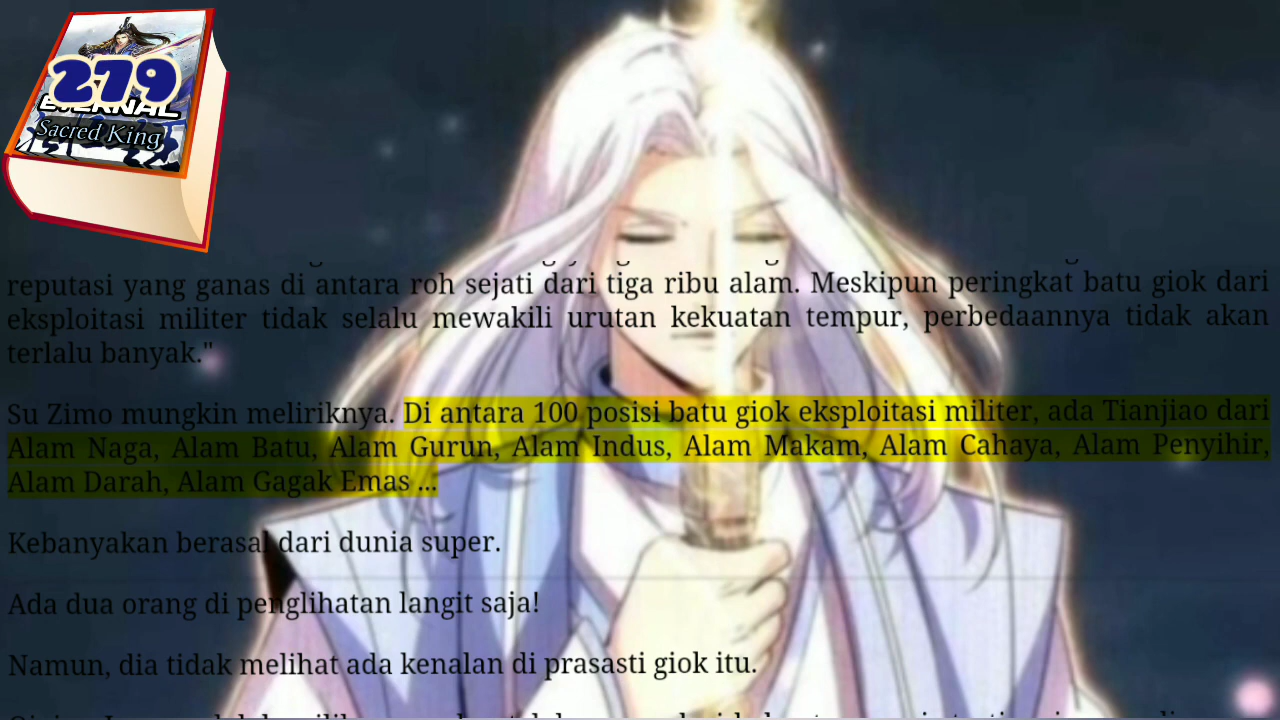 279
ETERNAL
Sacred King
reputasi yang ganas di antara roh sejati dari tiga ribu alam. Meskipun peringkat batu giok dari
eksploitasi militer tidak selalu mewakili urutan kekuatan tempur, perbedaannya tidak akan
terlalu banyak."
Su Zimo mungkin meliriknya. Di antara 100 posisi batu giok eksploitasi militer, ada Tianjiao dari
Alam Naga, Alam Batu, Alam Gurun, Alam Indus, Alam Makam, Alam Cahaya, Alam Penyihir,
Alam Darah, Alam Gagak Emas ...
Kebanyakan berasal dari dunia super.
Ada dua orang di penglihatan langit saja!
Namun, dia tidak melihat ada kenalan di prasasti giok itu.